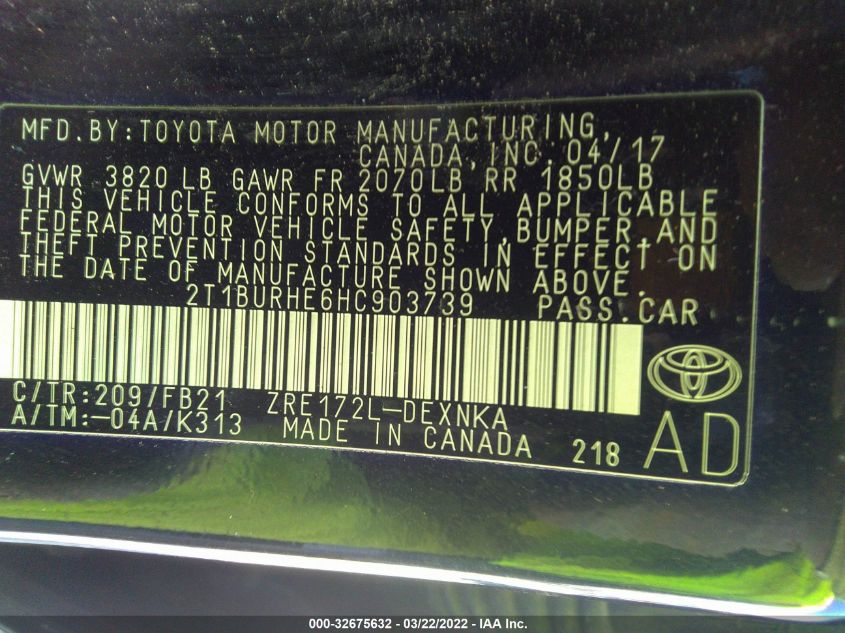 MFD.BY:TOYOTA MOTOR MANUFACTURING,
CANADA,INC.04/17
GVWR 3820 LB GAWR FR 2070LB RR 1850LB
THIS VEHICLE CONFORMS TO ALL APPLICABLE
FEDERAL MOTOR VEHICLE SAFETY,BUMPER,AND
THEFT PREVENTION STANDARDS IN EFFECT ON
THE DATE OF MANUFACTURE SHOWN ABOVE.
2T1BURHE6HC903739 PASS.CAR
C/TR:209/FB21 ZRE172L-DEXNKA
A/TM:-04A/K313 MADE IN CANADA 218 AD
000-32675632 / 03/22/2022 - IAA Inc.